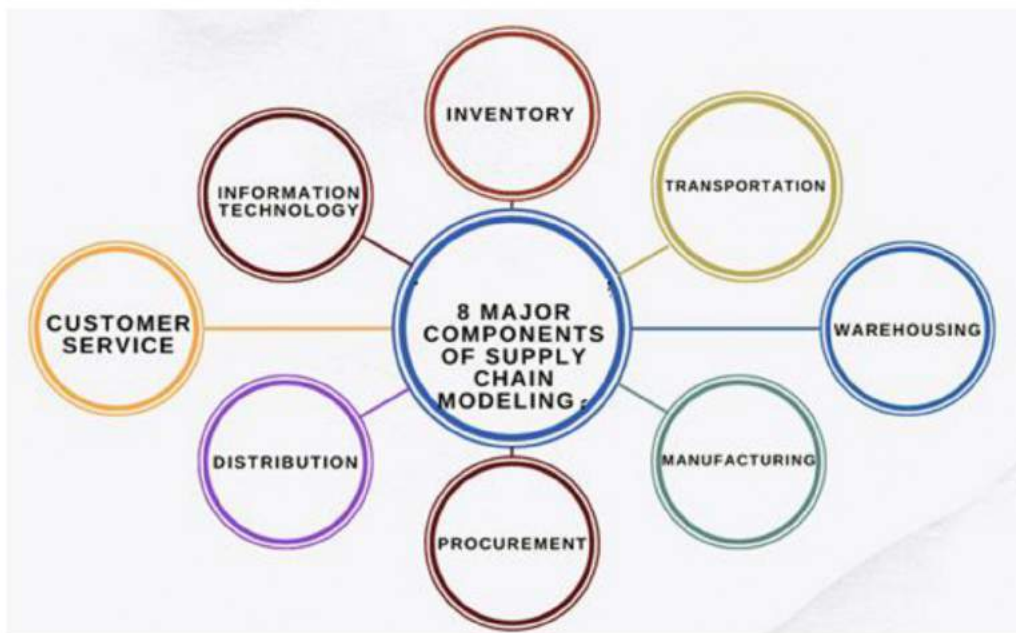 INVENTORY
TRANSPORTATION
INFORMATION
TECHNOLOGY
CUSTOMER
SERVICE
8 MAJOR
COMPONENTS
OF SUPPLY
CHAIN
MODELING
WAREHOUSING
DISTRIBUTION
MANUFACTURING
PROCUREMENT